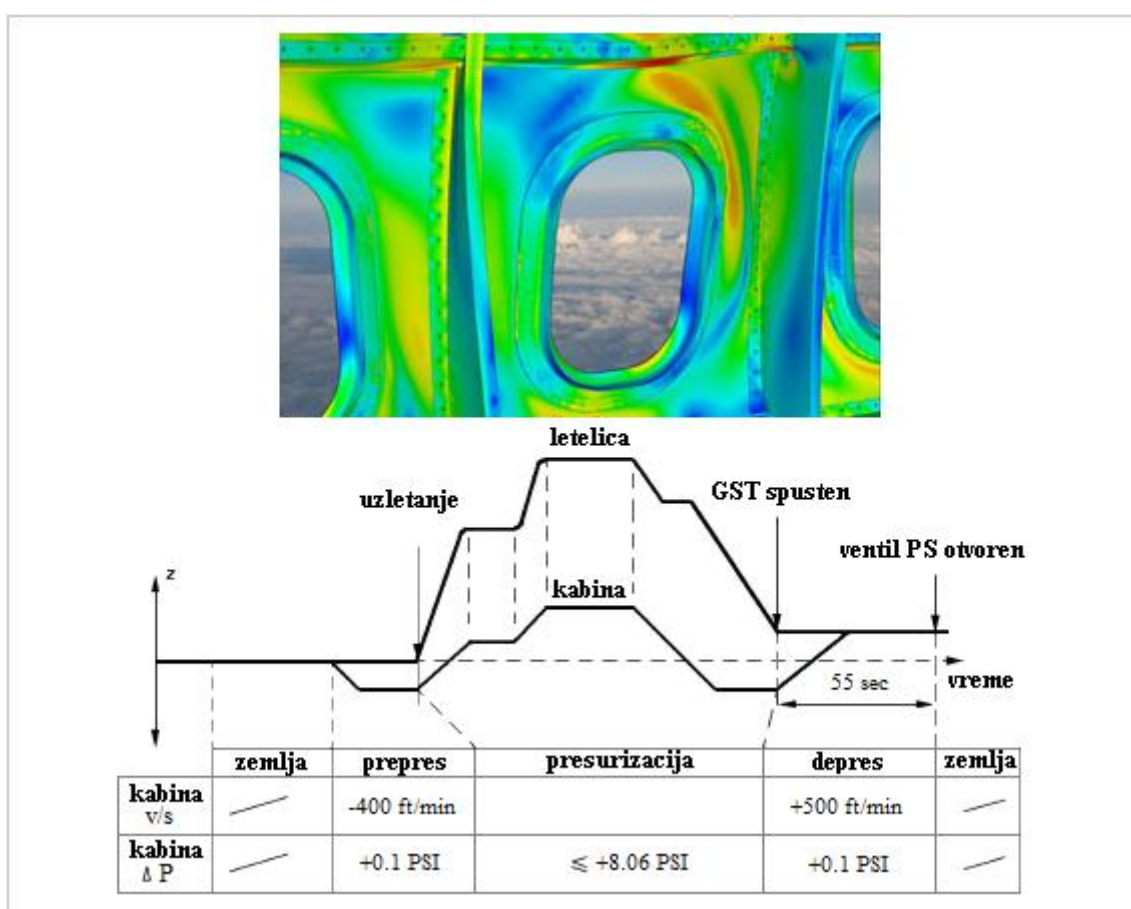 letelica
uzletanje
GST spusten
ventil PS otvoren
z
kabina
55 sec
vreme
zemlja prepres presurizacija depres zemlja
kabina
v/s
-400 ft/min +500 ft/min
kabina
Δ P
+0.1 PSI ⩽ +8.06 PSI +0.1 PSI